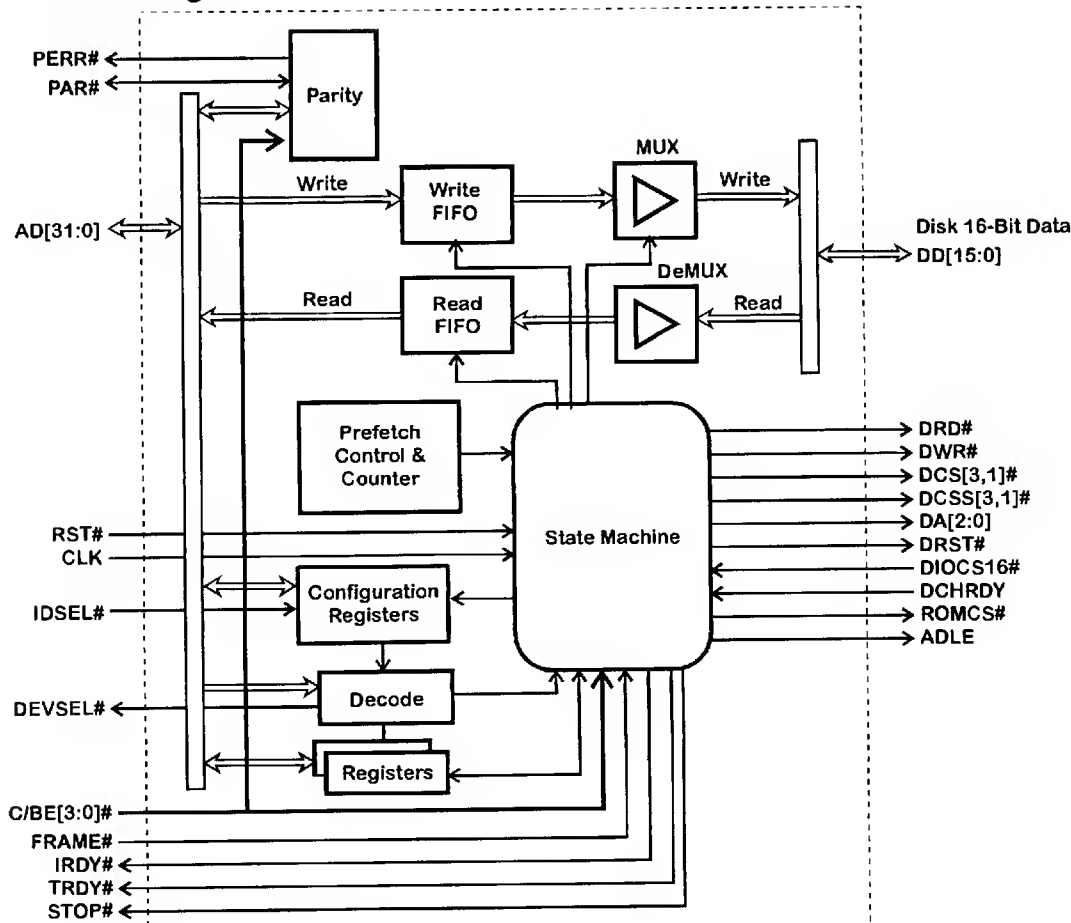 PERR#
PAR#
Parity
MUX
Write
Write
FIFO
Write
AD[31:0]
Disk 16-Bit Data
DD[15:0]
DeMUX
Read
Read
FIFO
Read
Prefetch
Control &
Counter
State Machine
DRD#
DWR#
DCS[3,1]#
DCSS[3,1]#
DA[2:0]
DRST#
DIOCS16#
DCHRDY
ROMCS#
ADLE
RST#
CLK
IDSEL#
Configuration
Registers
Decode
DEVSEL#
Registers
C/BE[3:0]#
FRAME#
IRDY#
TRDY#
STOP#